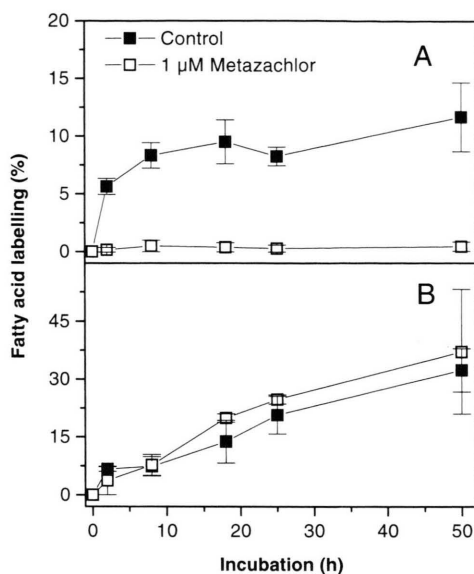 20
Control
1 µM Metazachlor
A
15
10
5
0
Fatty acid labelling (%)
B
45
30
15
0
0 10 20 30 40 50
Incubation (h)